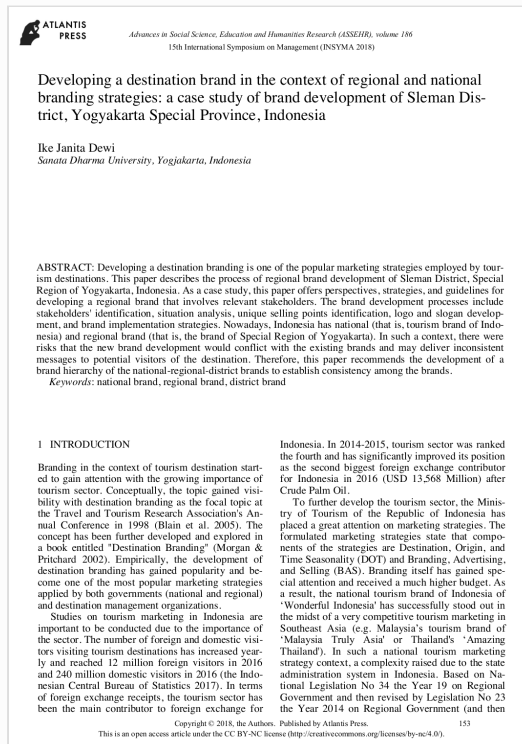 ATLANTIS
PRESS
Advances in Social Science, Education and Humanities Research (ASSEHR), volume 186
15th International Symposium on Management (INSYMA 2018)
Developing a destination brand in the context of regional and national
branding strategies: a case study of brand development of Sleman Dis-
trict, Yogyakarta Special Province, Indonesia
Ike Janita Dewi
Sanata Dharma University, Yogjakarta, Indonesia
ABSTRACT: Developing a destination branding is one of the popular marketing strategies employed by tour-
ism destinations. This paper describes the process of regional brand development of Sleman District, Special
Region of Yogyakarta, Indonesia. As a case study, this paper offers perspectives, strategies, and guidelines for
developing a regional brand that involves relevant stakeholders. The brand development processes include
stakeholders' identification, situation analysis, unique selling points identification, logo and slogan develop-
ment, and brand implementation strategies. Nowadays, Indonesia has national (that is, tourism brand of Indo-
nesia) and regional brand (that is, the brand of Special Region of Yogyakarta). In such a context, there were
risks that the new brand development would conflict with the existing brands and may deliver inconsistent
messages to potential visitors of the destination. Therefore, this paper recommends the development of a
brand hierarchy of the national-regional-district brands to establish consistency among the brands.
Keywords: national brand, regional brand, district brand
1 INTRODUCTION
Branding in the context of tourism destination start-
ed to gain attention with the growing importance of
tourism sector. Conceptually, the topic gained visi-
bility with destination branding as the focal topic at
the Travel and Tourism Research Association's An-
nual Conference in 1998 (Blain et al. 2005). The
concept has been further developed and explored in
a book entitled "Destination Branding" (Morgan &
Pritchard 2002). Empirically, the development of
destination branding has gained popularity and be-
come one of the most popular marketing strategies
applied by both governments (national and regional)
and destination management organizations.
Studies on tourism marketing in Indonesia are
important to be conducted due to the importance of
the sector. The number of foreign and domestic visi-
tors visiting tourism destinations has increased year-
ly and reached 12 million foreign visitors in 2016
and 240 million domestic visitors in 2016 (the Indo-
nesian Central Bureau of Statistics 2017). In terms
of foreign exchange receipts, the tourism sector has
been the main contributor to foreign exchange for
Indonesia. In 2014-2015, tourism sector was ranked
the fourth and has significantly improved its position
as the second biggest foreign exchange contributor
for Indonesia in 2016 (USD 13,568 Million) after
Crude Palm Oil.
To further develop the tourism sector, the Minis-
try of Tourism of the Republic of Indonesia has
placed a great attention on marketing strategies. The
formulated marketing strategies state that compo-
nents of the strategies are Destination, Origin, and
Time Seasonality (DOT) and Branding, Advertising,
and Selling (BAS). Branding itself has gained spe-
cial attention and received a much higher budget. As
a result, the national tourism brand of Indonesia of
‘Wonderful Indonesia' has successfully stood out in
the midst of a very competitive tourism marketing in
Southeast Asia (e.g. Malaysia’s tourism brand of
‘Malaysia Truly Asia’ or Thailand's ‘Amazing
Thailand'). In such a national tourism marketing
strategy context, a complexity raised due to the state
administration system in Indonesia. Based on Na-
tional Legislation No 34 the Year 19 on Regional
Government and then revised by Legislation No 23
the Year 2014 on Regional Government (and then
Copyright © 2018, the Authors. Published by Atlantis Press.
This is an open access article under the CC BY-NC license (http://creativecommons.org/licenses/by-nc/4.0/).
153